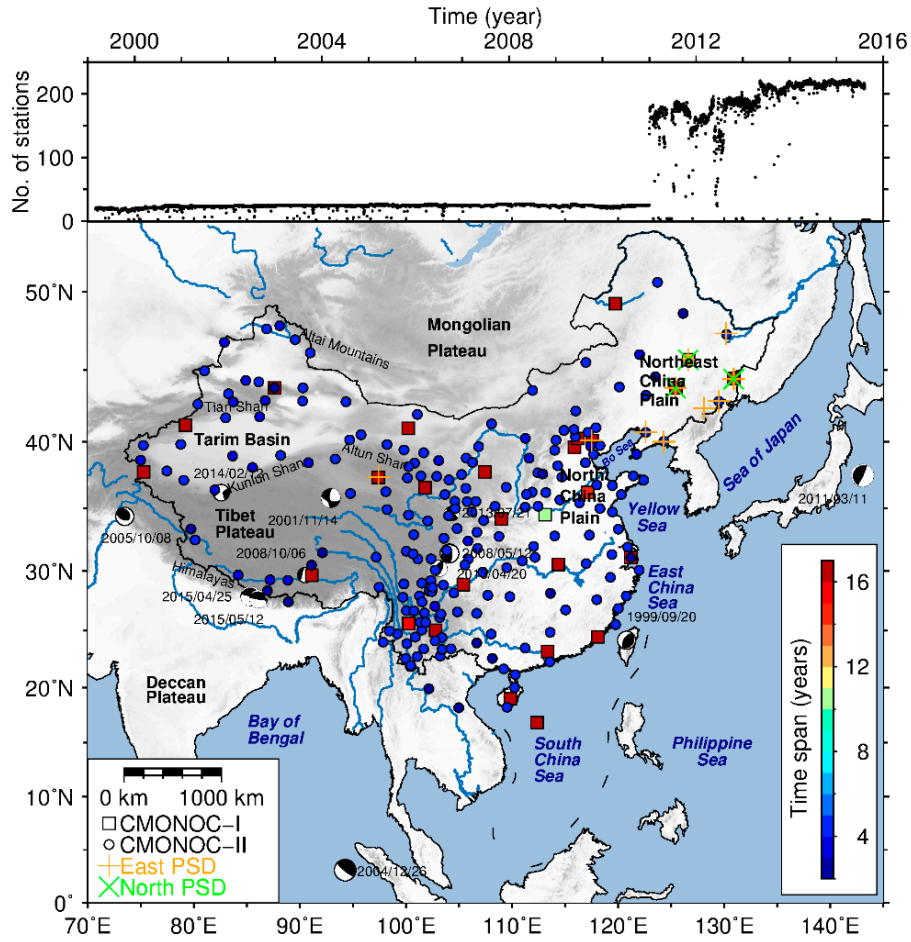 Time (year)
2000 2004 2006 2008 2012 2016
No. of stations
200
100
0
50°N
40°N
30°N
20°N
10°N
0°
70°E 80°E 90°E 100°E 110°E 120°E 130°E 140°E
Mongolian
Plateau
Altai Mountains
Northeast
China
Plain
Tian Shan
Tarim Basin
Altun Shan
Kunlun Shan
Bo Sea
Sea of Japan
North
China
Plain
2014/02/12
2011/03/11
Tibet
Plateau
2001/11/14
2013/07/21
Yellow
Sea
2005/10/08
2008/10/06
2008/05/12
2013/04/20
Himalayas
2015/04/25
2015/05/12
East
China
Sea
1999/09/20
Deccan
Plateau
Bay of
Bengal
South
China
Sea
Philippine
Sea
2004/12/26
0 km 1000 km
CMONOC-I
CMONOC-II
East PSD
North PSD
Time span (years)
16
12
8
4